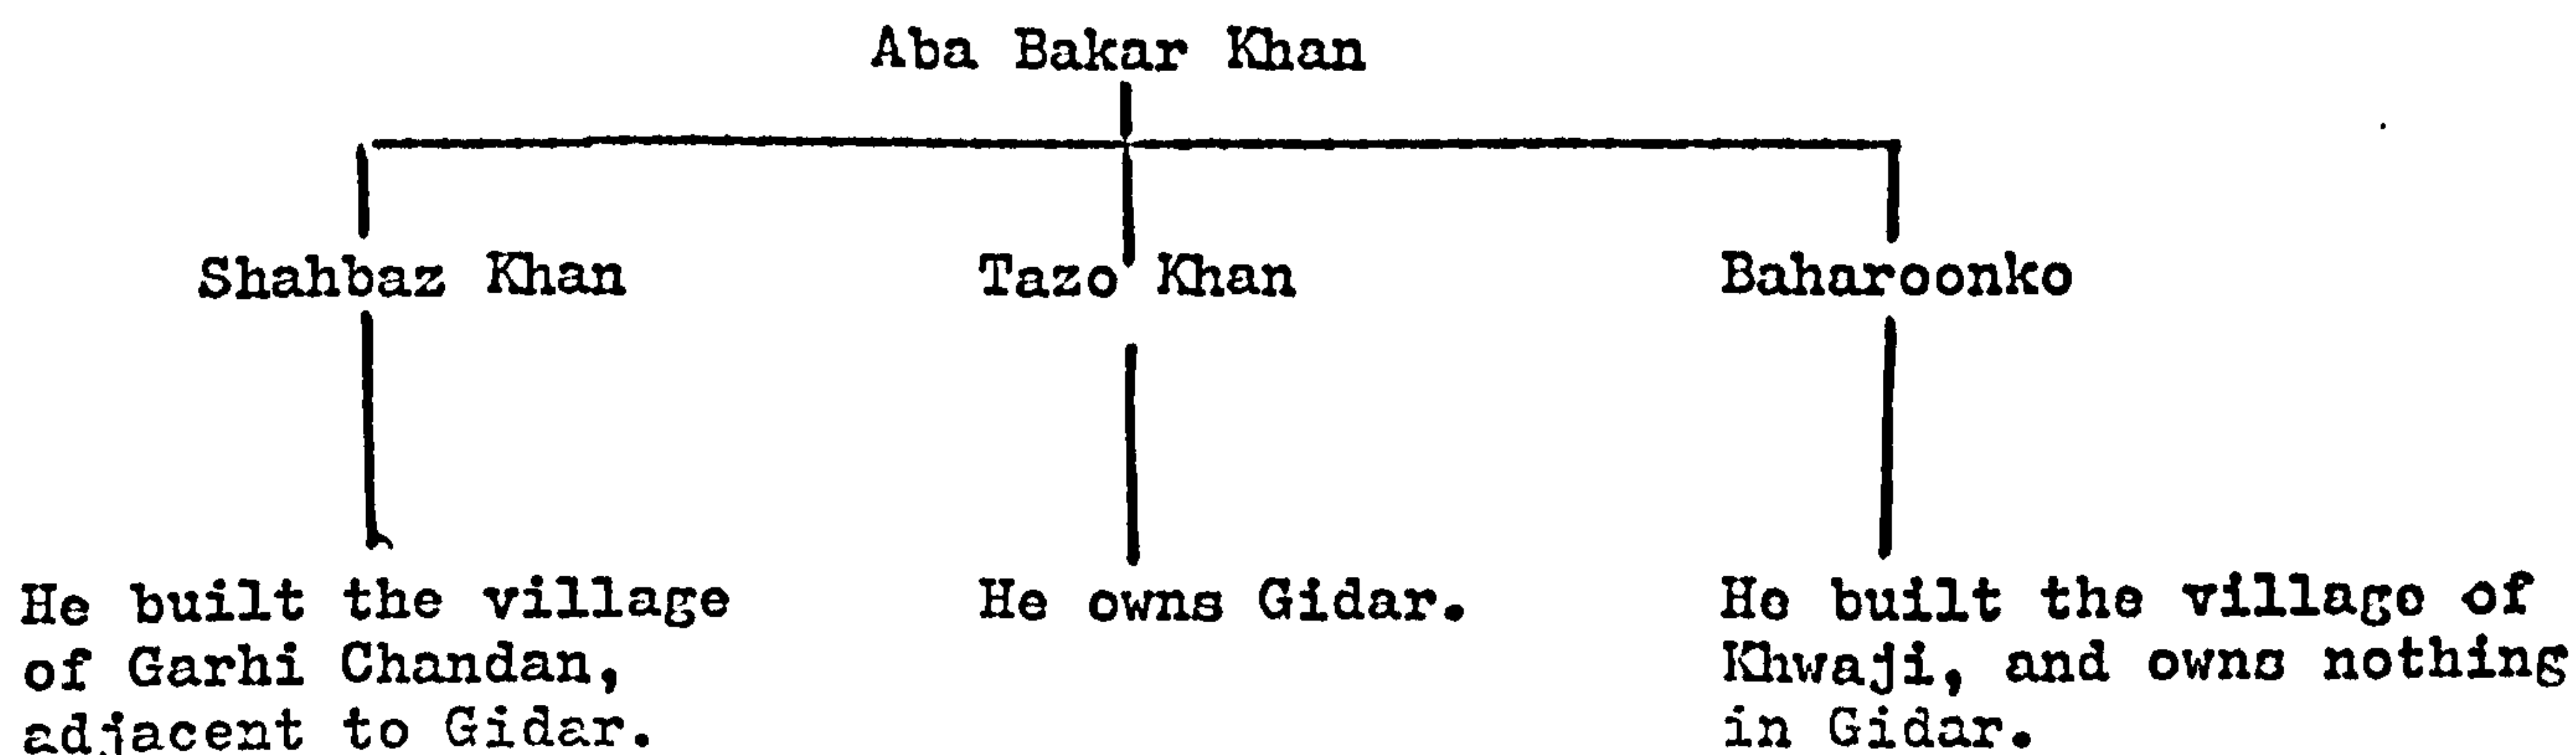 Aba Bakar Khan
Shahbaz Khan
Tazo Khan
Baharoonko
He built the village
of Garhi Chandan,
adjacent to Gidar.
He owns Gidar.
He built the village of
Khwaji, and owns nothing
in Gidar.